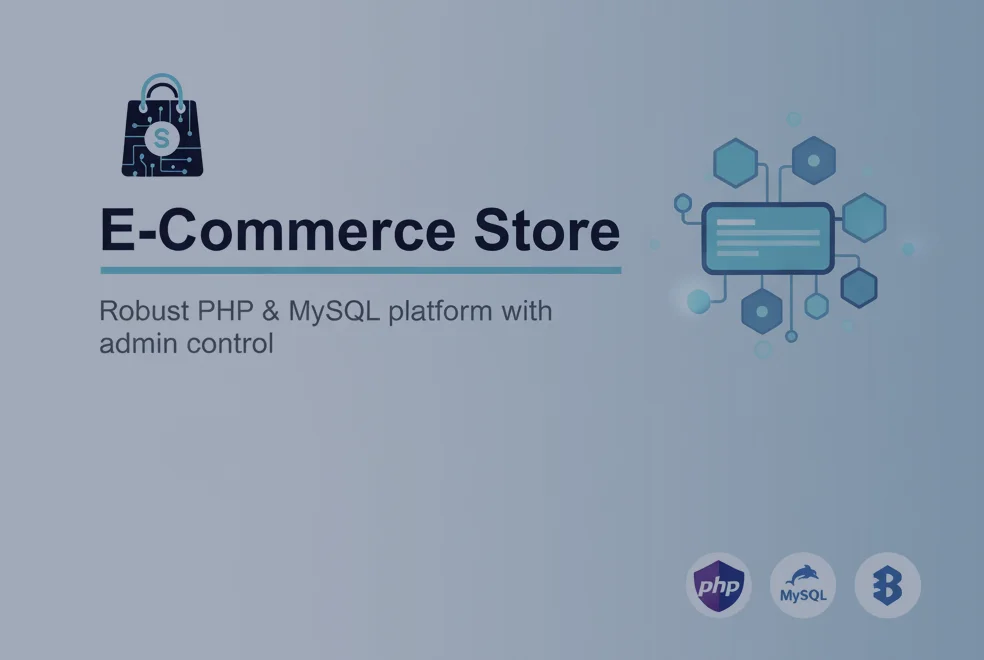 S
E-Commerce Store
Robust PHP & MySQL platform with
admin control
php
MySQL
B